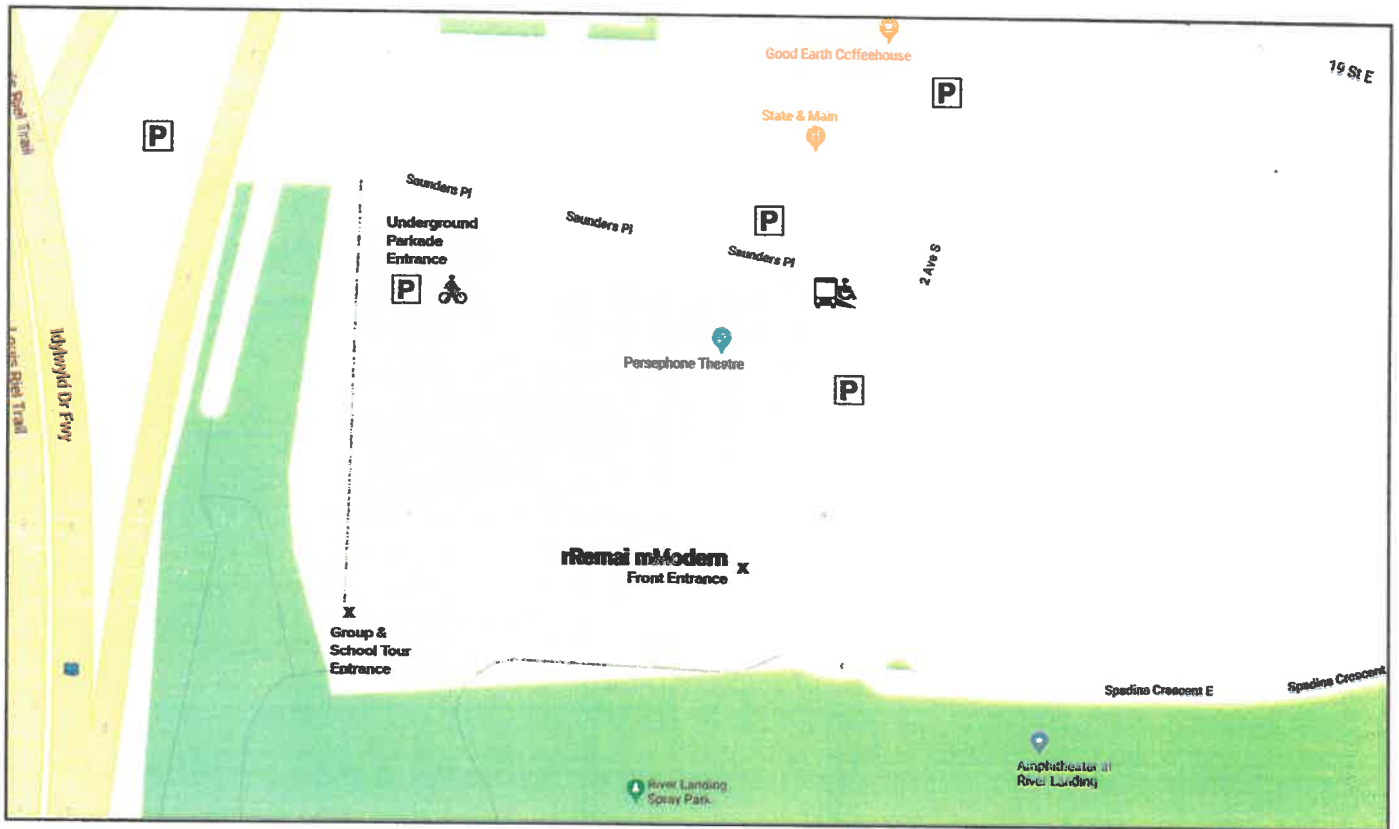 Good Earth Coffeehouse
19 St E
P
State & Main
P
Riel Trail
Saunders Pl
Saunders Pl
P
Saunders Pl
Underground
Parkade
Entrance
P
2 Ave S
Idylwyld Dr Fwy
Louis Riel Trail
Persephone Theatre
P
rRemai mModern
Front Entrance
x
x
Group &
School Tour
Entrance
Spadina Crescent E
Spadina Crescent
Amphitheater at
River Landing
River Landing
Spray Park